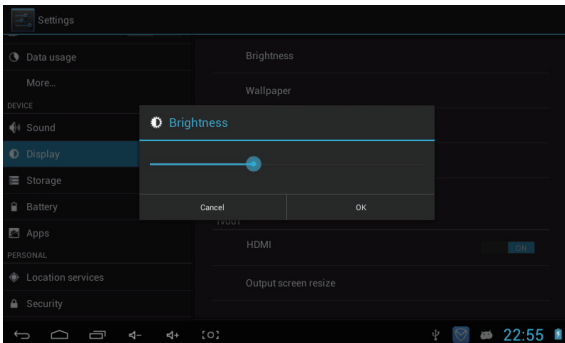 Settings
Data usage
More...
DEVICE
Sound
Display
Storage
Battery
Apps
PERSONAL
Location services
Security
Brightness
Wallpaper
Brightness
Cancel
OK
TVOUT
HDMI
ON
Output screen resize
22:55